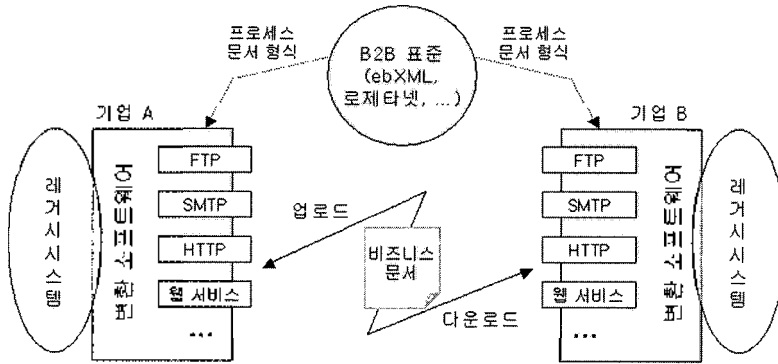 프로세스
문서 형식
B2B 표준
(ebXML,
로제타넷, ...)
프로세스
문서 형식
기업 A
레거시시스템
변환 소프트웨어
FTP
SMTP
HTTP
웹 서비스
...
업로드
비즈니스
문서
다운로드
기업 B
FTP
SMTP
HTTP
웹 서비스
...
변환 소프트웨어
레거시시스템